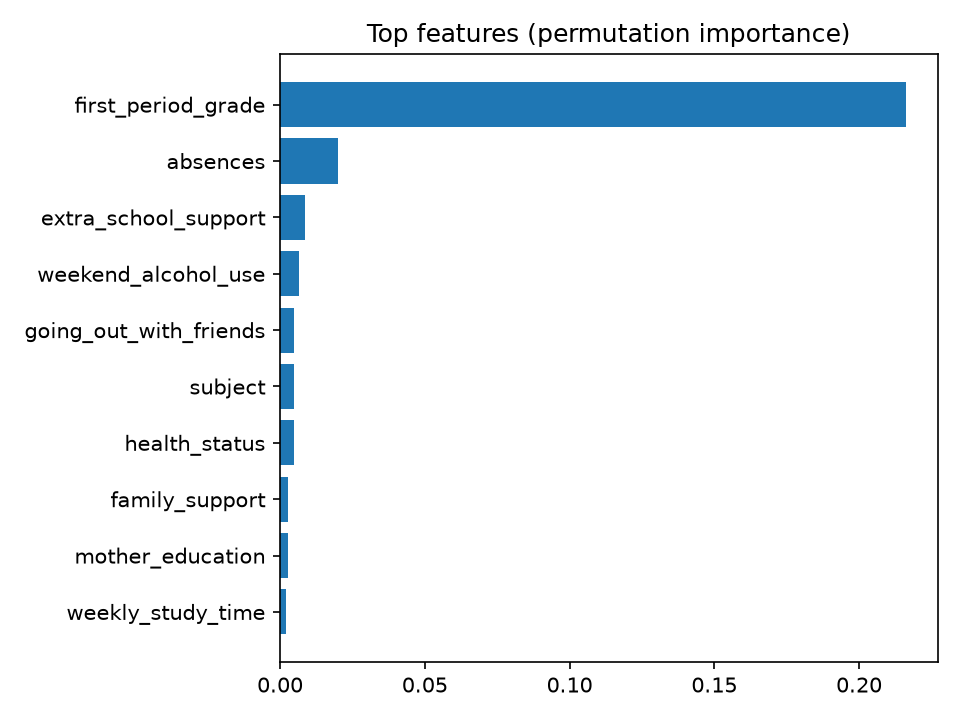 Top features (permutation importance)
first_period_grade
absences
extra_school_support
weekend_alcohol_use
going_out_with_friends
subject
health_status
family_support
mother_education
weekly_study_time
0.00 0.05 0.10 0.15 0.20